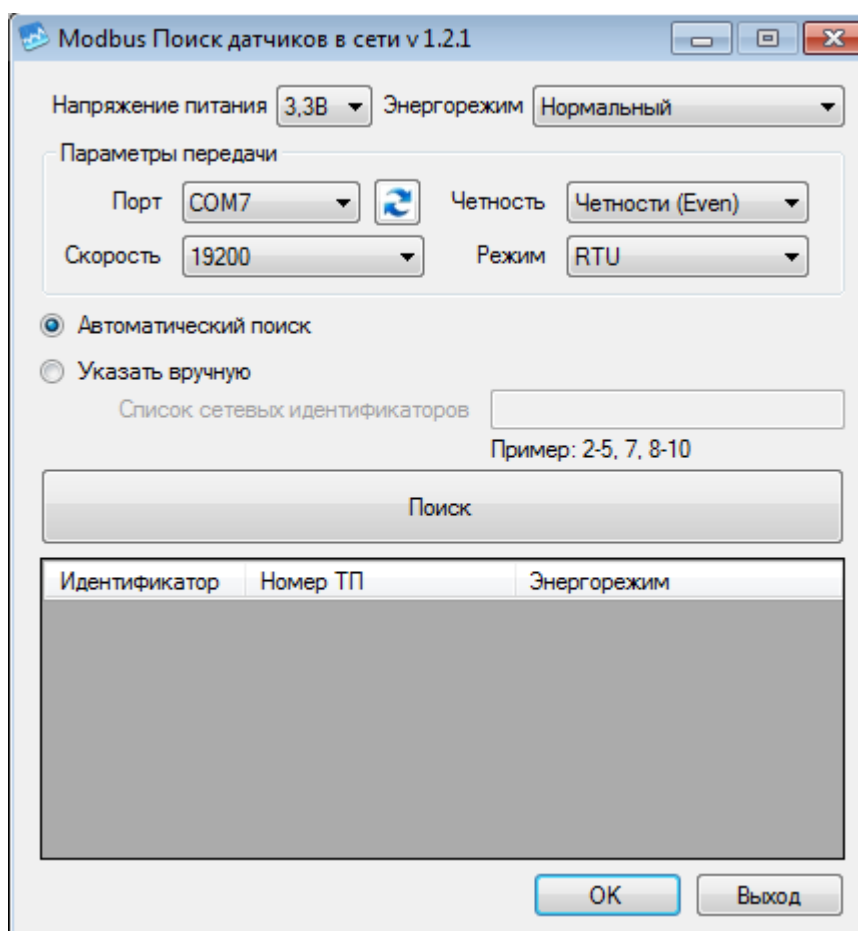 Modbus Поиск датчиков в сети v 1.2.1
Напряжение питания 3,3В Энергорежим Нормальный
Параметры передачи
Порт COM7 Четность Четности (Even)
Скорость 19200 Режим RTU
Автоматический поиск
Указать вручную
Список сетевых идентификаторов
Пример: 2-5, 7, 8-10
Поиск
Идентификатор Номер ТП Энергорежим
OK Выход